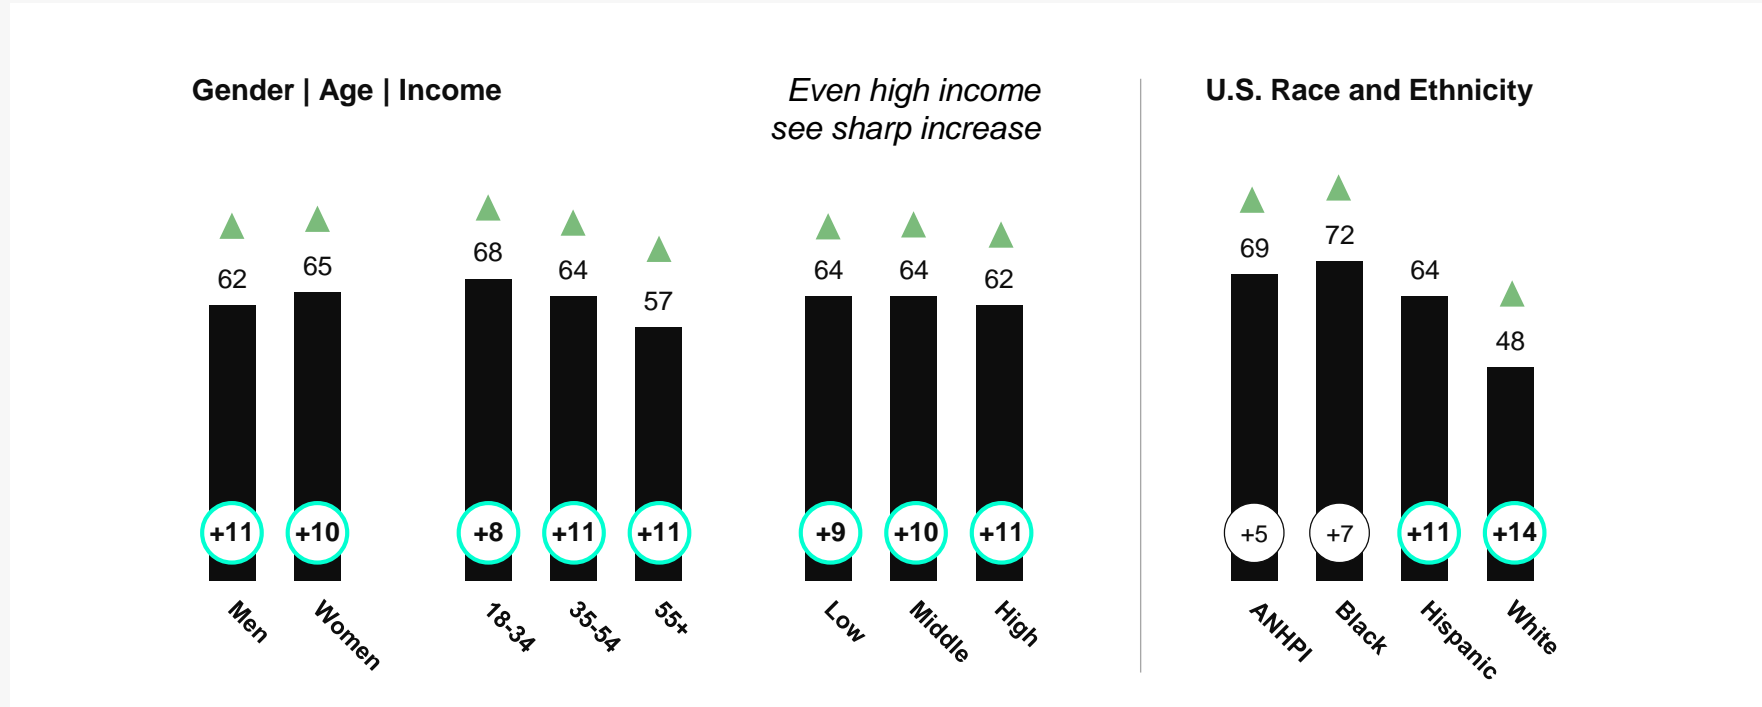 Gender | Age | Income
Even high income
see sharp increase
U.S. Race and Ethnicity
62
65
68
64
57
64
64
62
69
72
64
48
+11
+10
+8
+11
+11
+9
+10
+11
+5
+7
+11
+14
Men
Women
18-34
35-54
55+
Low
Middle
High
ANHPI
Black
Hispanic
White